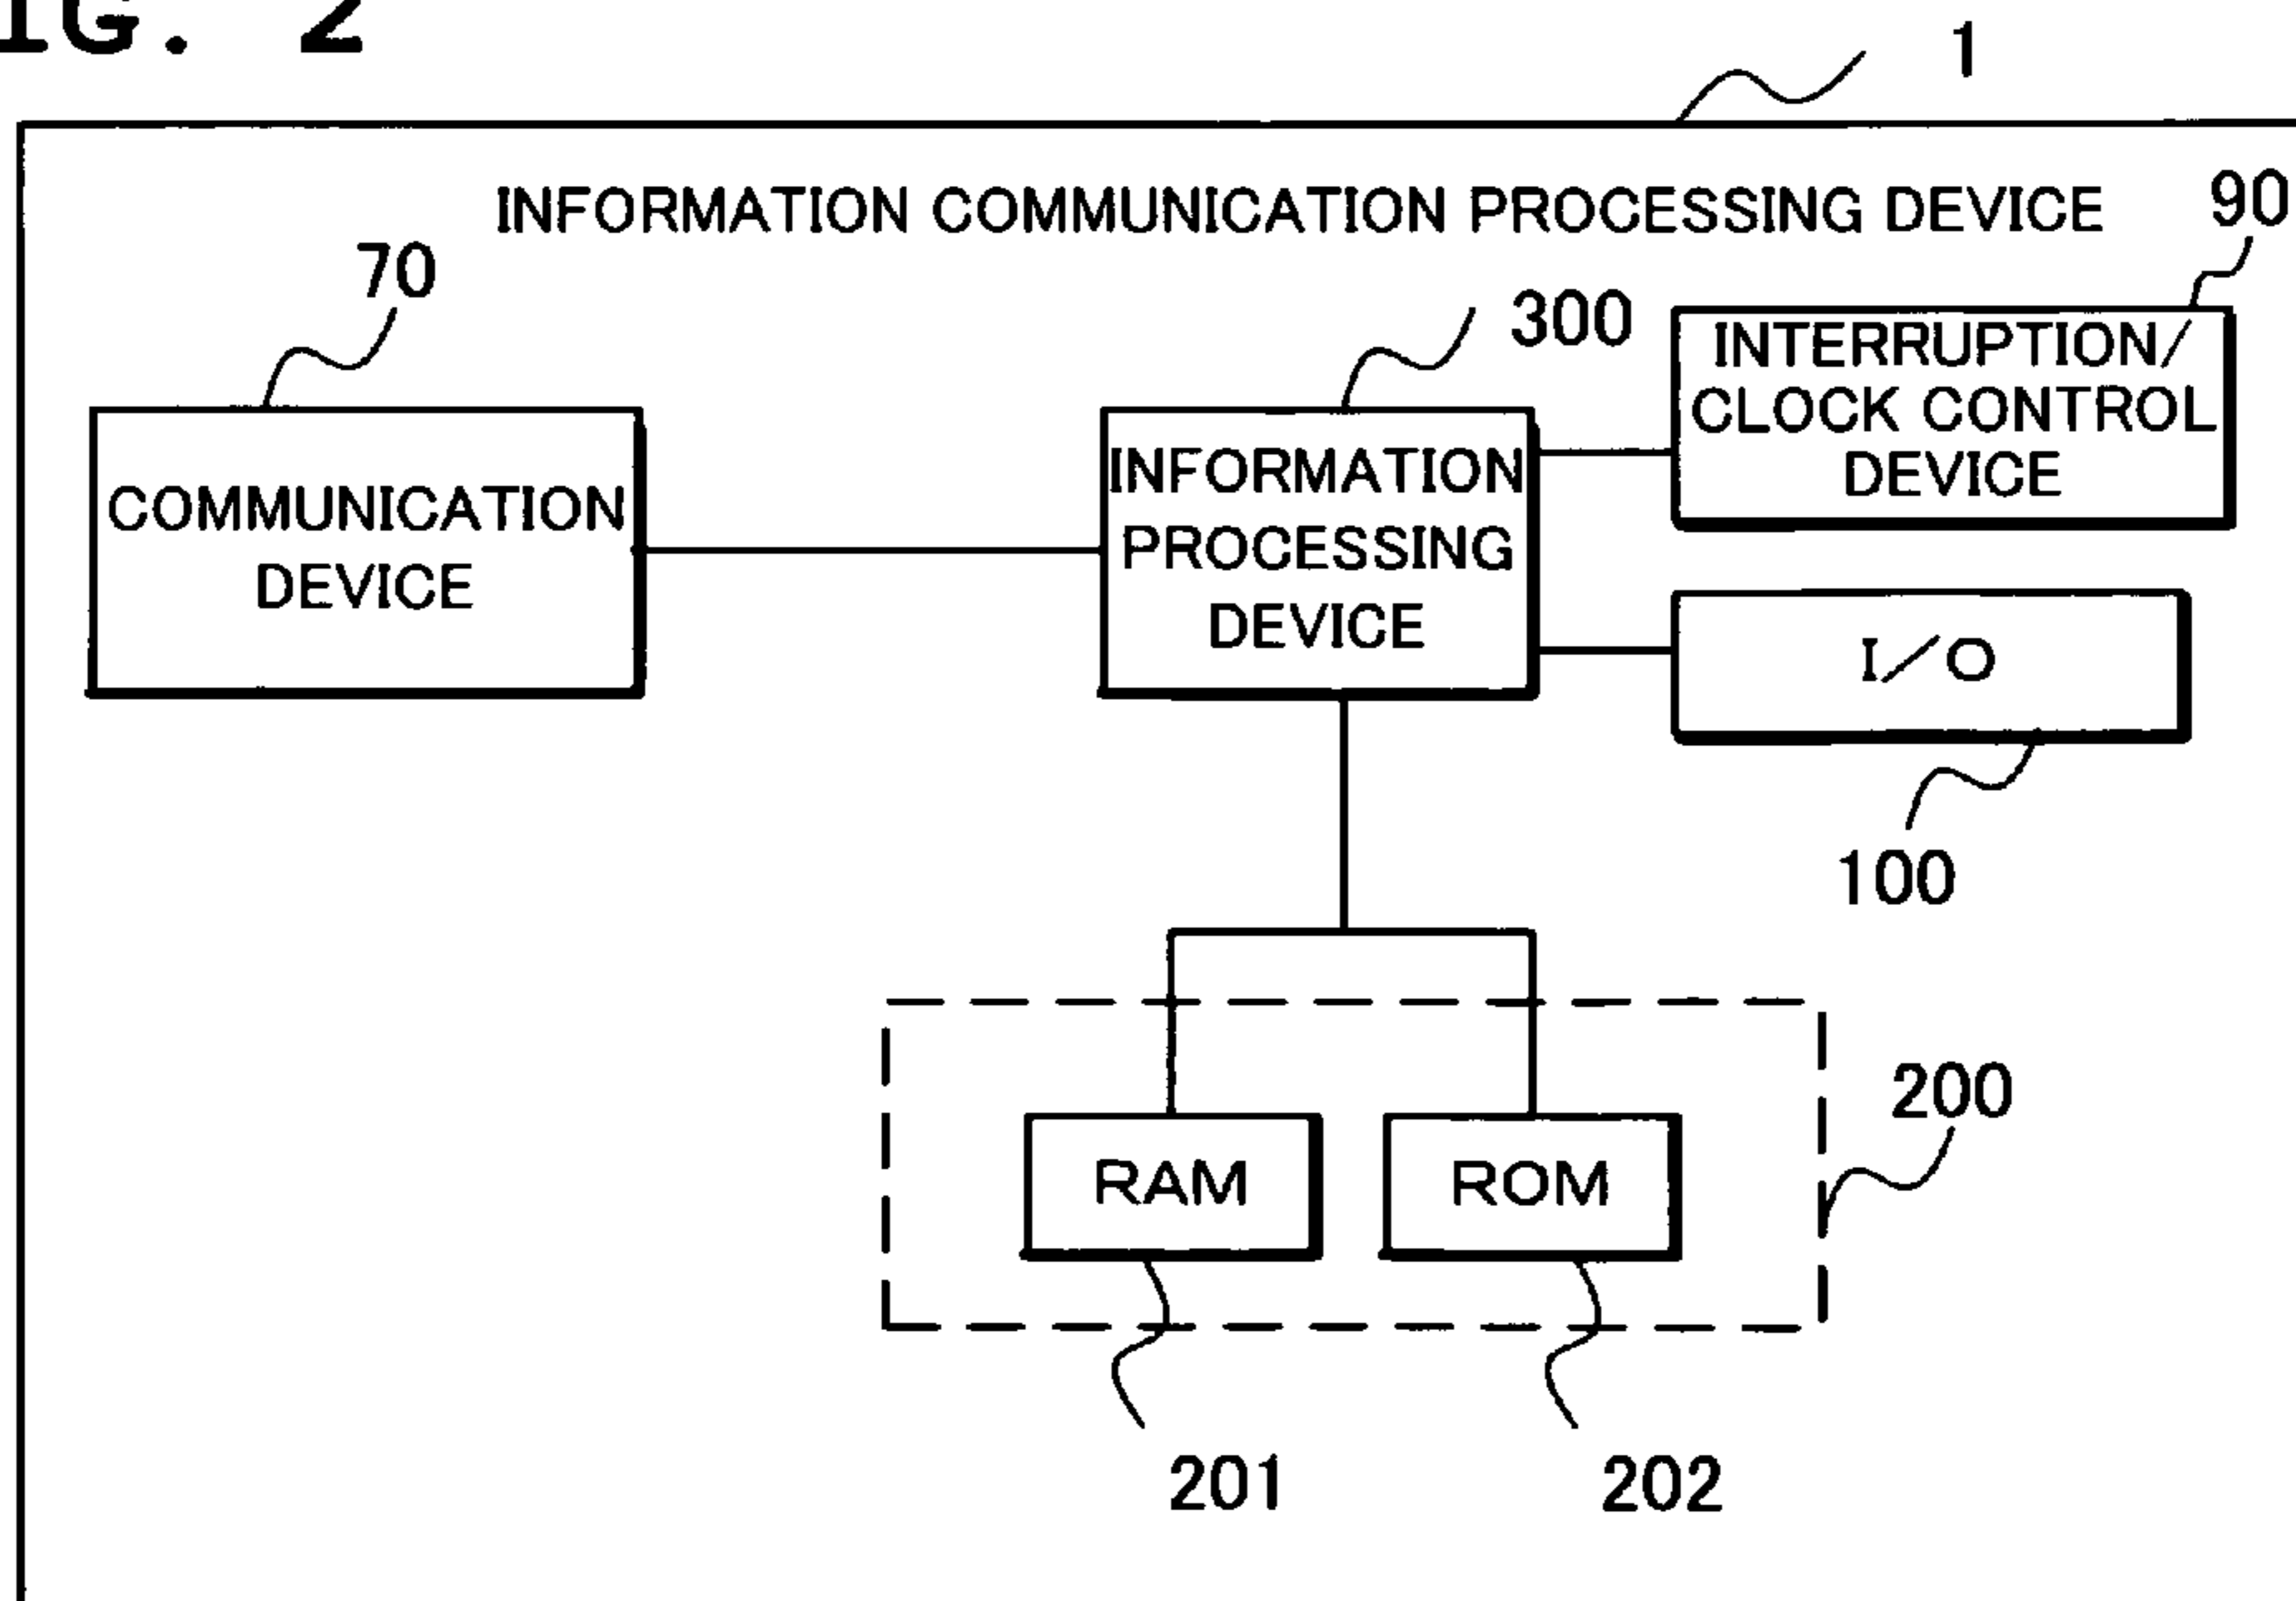 IG. 2
1
INFORMATION COMMUNICATION PROCESSING DEVICE
90
70
300
INTERRUPTION/
CLOCK CONTROL
DEVICE
COMMUNICATION
DEVICE
INFORMATION
PROCESSING
DEVICE
I/O
100
200
RAM
ROM
201
202